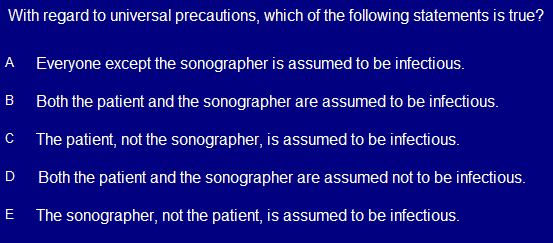 With regard to universal precautions, which of the following statements is true?
A Everyone except the sonographer is assumed to be infectious.
B Both the patient and the sonographer are assumed to be infectious.
C The patient, not the sonographer, is assumed to be infectious.
D Both the patient and the sonographer are assumed not to be infectious.
E The sonographer, not the patient, is assumed to be infectious.